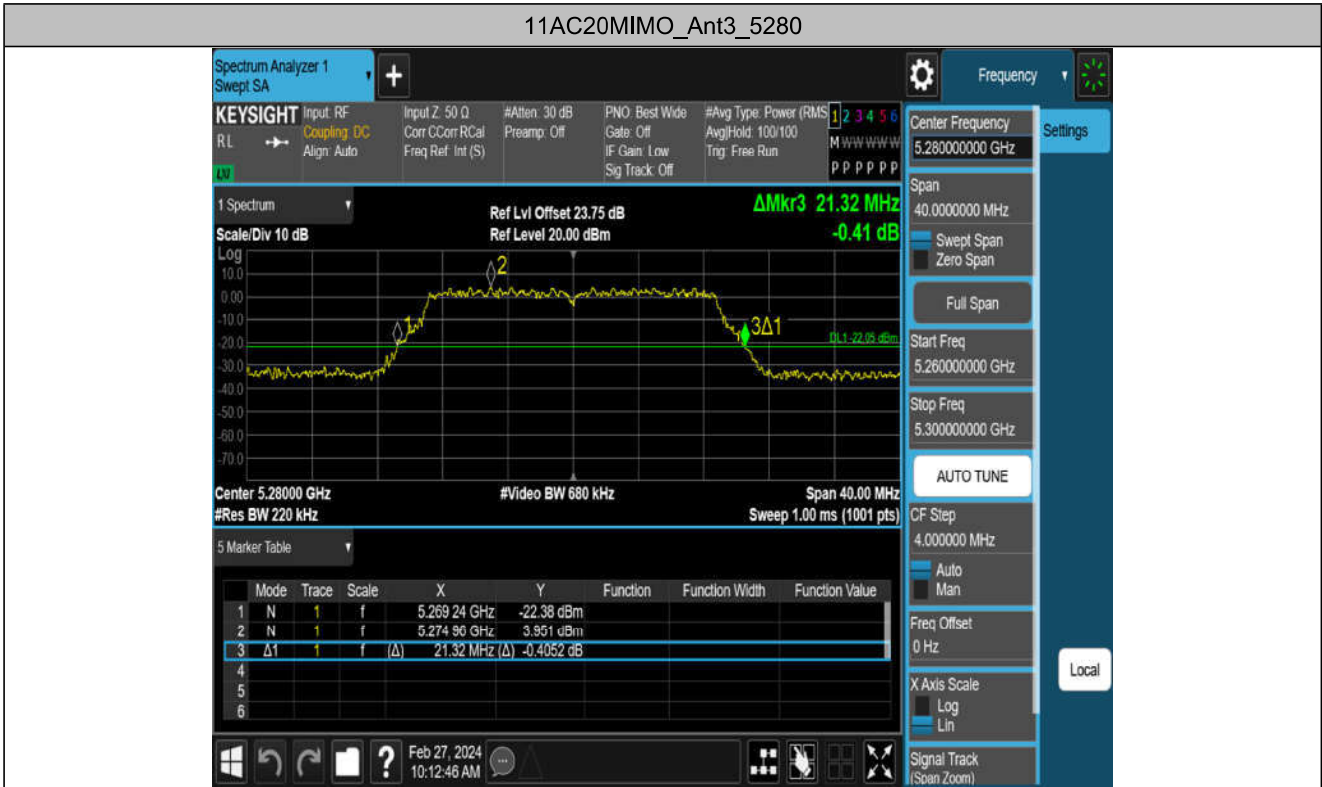 11AC20MIMO_Ant3_5280
Spectrum Analyzer 1
Swept SA
+
Frequency
KEYSIGHT
RL
LXI
Input: RF
Coupling: DC
Align: Auto
Input Z: 50 Ω
Corr CCorr RCal
Freq Ref: Int (S)
#Atten: 30 dB
Preamp: Off
PNO: Best Wide
Gate: Off
IF Gain: Low
Sig Track: Off
#Avg Type: Power (RMS
Avg|Hold: 100/100
Trig: Free Run
1 2 3 4 5 6
M W W W W W
P P P P P P
1 Spectrum
Scale/Div 10 dB
Ref Lvl Offset 23.75 dB
Ref Level 20.00 dBm
ΔMkr3 21.32 MHz
-0.41 dB
Log
10.0
0.00
-10.0
-20.0
-30.0
-40.0
-50.0
-60.0
-70.0
2
1
3Δ1
DL1 -22.05 dBm
Center 5.28000 GHz
#Res BW 220 kHz
#Video BW 680 kHz
Span 40.00 MHz
Sweep 1.00 ms (1001 pts)
5 Marker Table
Mode Trace Scale X Y Function Function Width Function Value
1 N 1 f 5.269 24 GHz -22.38 dBm
2 N 1 f 5.274 96 GHz 3.951 dBm
3 Δ1 1 f (Δ) 21.32 MHz (Δ) -0.4052 dB
4
5
6
?
Feb 27, 2024
10:12:46 AM
Center Frequency
5.280000000 GHz
Settings
Span
40.0000000 MHz
Swept Span
Zero Span
Full Span
Start Freq
5.260000000 GHz
Stop Freq
5.300000000 GHz
AUTO TUNE
CF Step
4.000000 MHz
Auto
Man
Freq Offset
0 Hz
Local
X Axis Scale
Log
Lin
Signal Track
(Span Zoom)